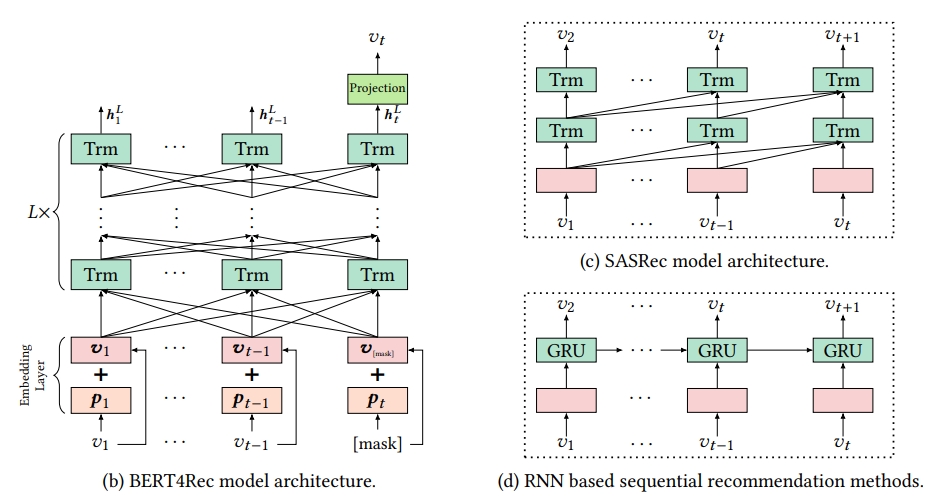 v_t
Projection
h_1^L h_{t-1}^L h_t^L
Trm ... Trm Trm
L×
Trm ... Trm Trm
Embedding
Layer
v_1 ... v_{t-1} v_[mask]
+ + +
p_1 ... p_{t-1} p_t
v_1 ... v_{t-1} [mask]
(b) BERT4Rec model architecture.
v_2 v_t v_{t+1}
Trm ... Trm Trm
Trm ... Trm Trm
...
v_1 ... v_{t-1} v_t
(c) SASRec model architecture.
v_2 ... v_t v_{t+1}
GRU ... GRU GRU
...
v_1 ... v_{t-1} v_t
(d) RNN based sequential recommendation methods.